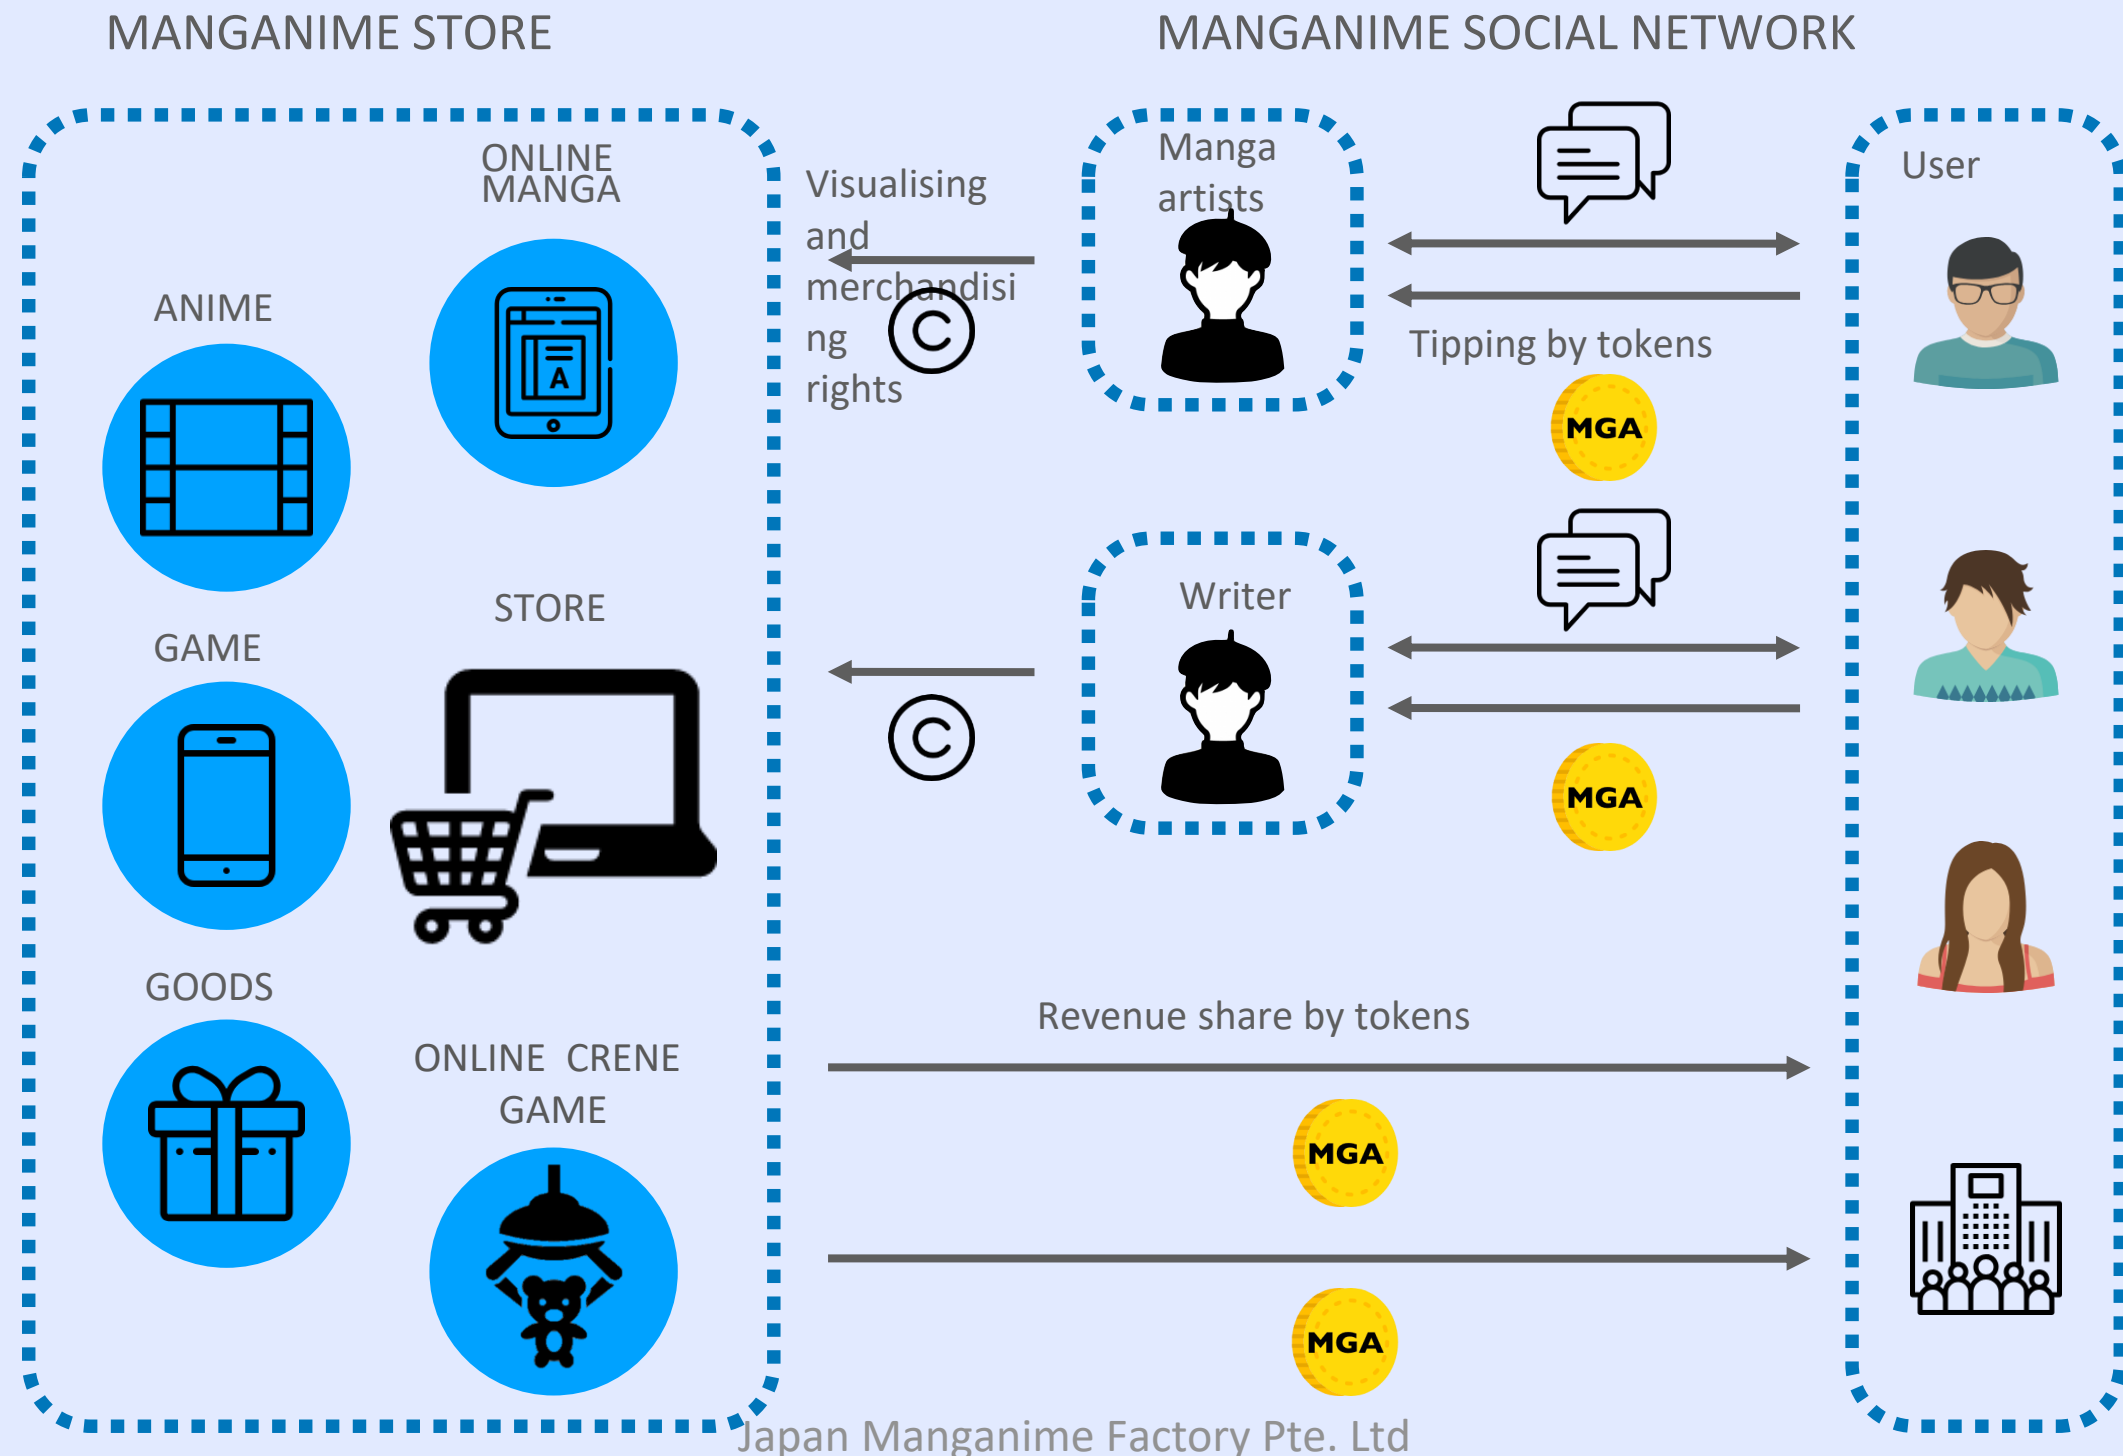 MANGANIME STORE
MANGANIME SOCIAL NETWORK
ONLINE
MANGA
ANIME
A
STORE
GAME
GOODS
ONLINE CRENE
GAME
Visualising
and
merchandisi
ng
rights
C
C
Manga
artists
Tipping by tokens
MGA
Writer
MGA
User
Revenue share by tokens
MGA
MGA
Japan Manganime Factory Pte. Ltd